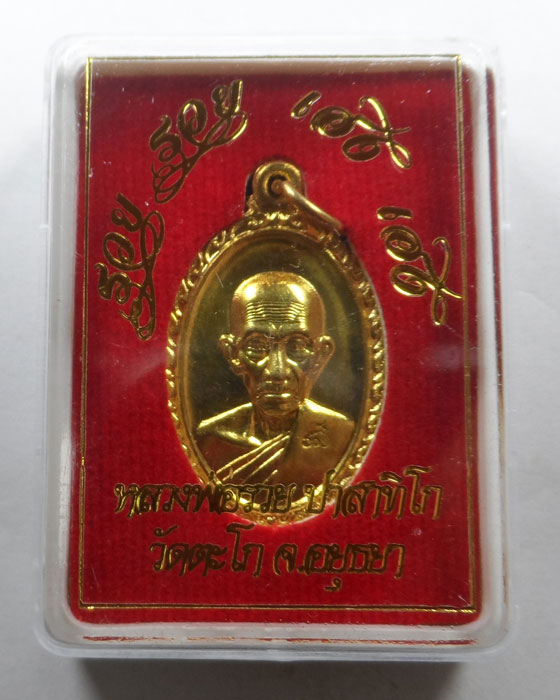 รวย รวย เฮง เฮง
หลวงพ่อรวย ปาสาทิโก
วัดตะโก จ.อยุธยา